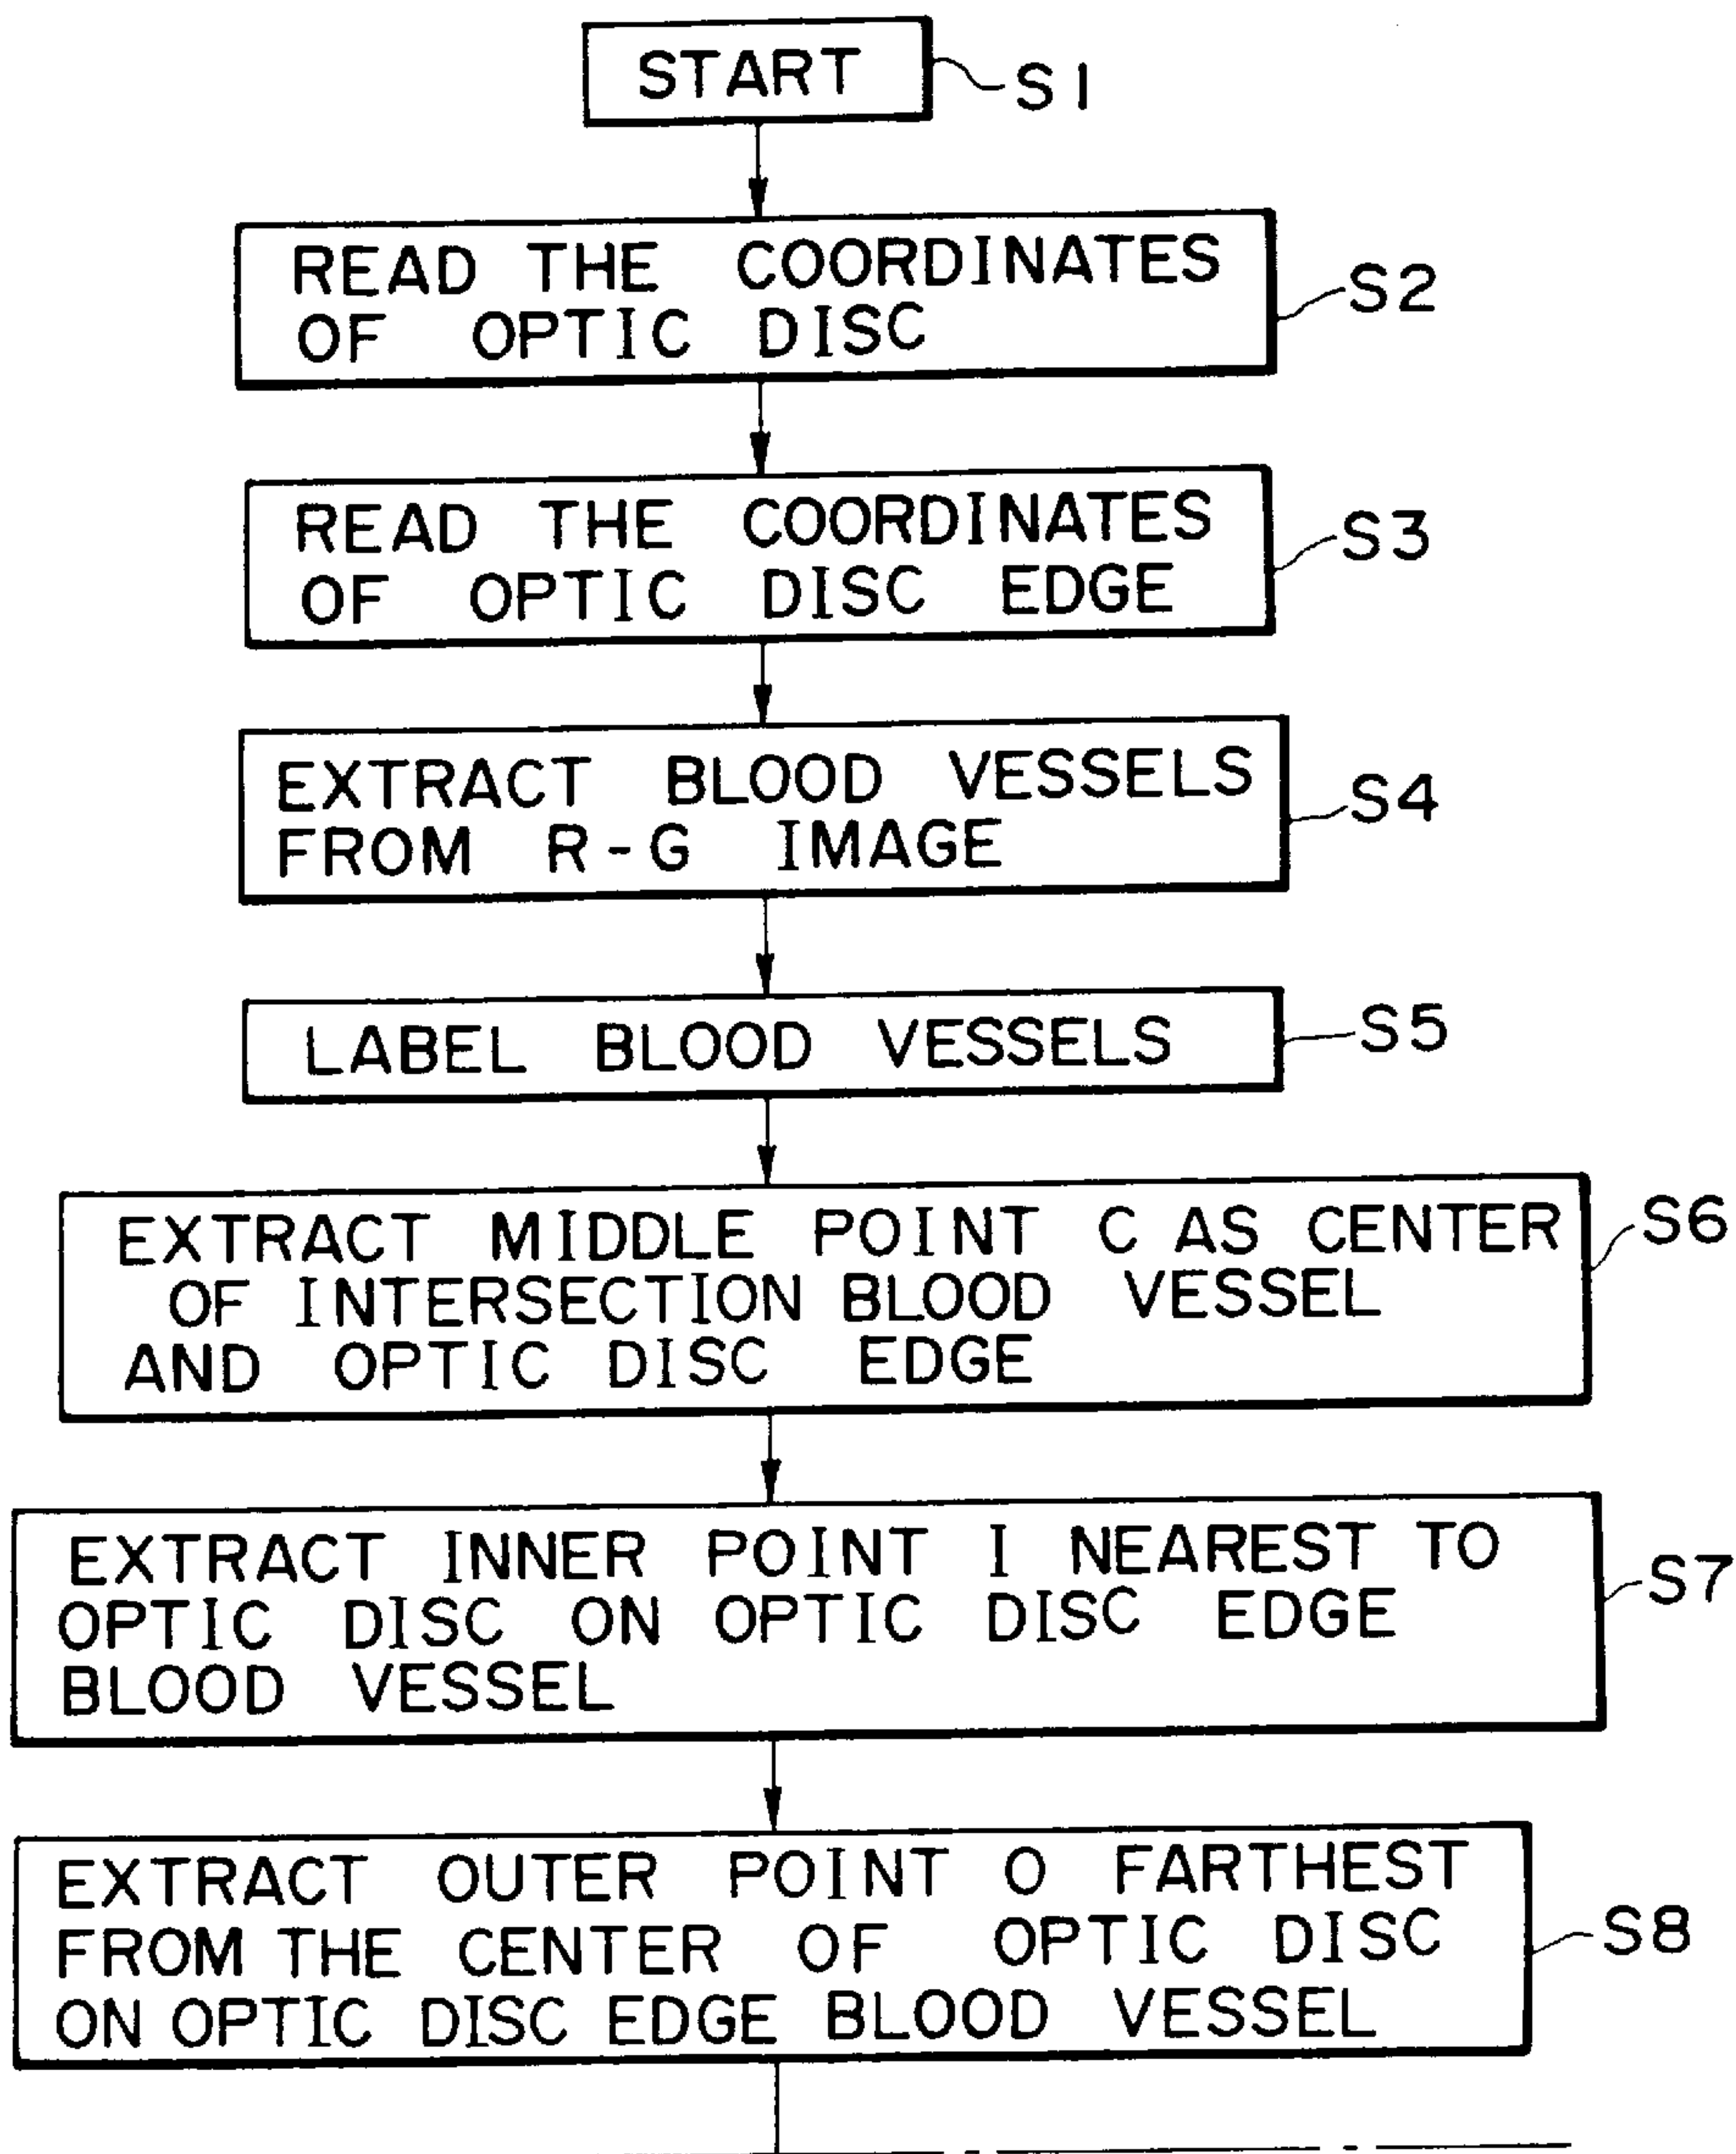 START
S1
READ THE COORDINATES
OF OPTIC DISC
S2
READ THE COORDINATES
OF OPTIC DISC EDGE
S3
EXTRACT BLOOD VESSELS
FROM R-G IMAGE
S4
LABEL BLOOD VESSELS
S5
EXTRACT MIDDLE POINT C AS CENTER
OF INTERSECTION BLOOD VESSEL
AND OPTIC DISC EDGE
S6
EXTRACT INNER POINT I NEAREST TO
OPTIC DISC ON OPTIC DISC EDGE
BLOOD VESSEL
S7
EXTRACT OUTER POINT O FARTHEST
FROM THE CENTER OF OPTIC DISC
ON OPTIC DISC EDGE BLOOD VESSEL
S8